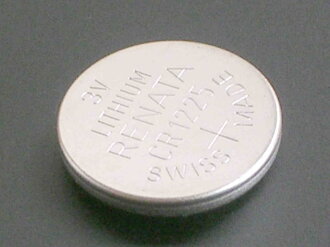 3V
LITHIUM
RENATA
CR1225
SWISS MADE
+